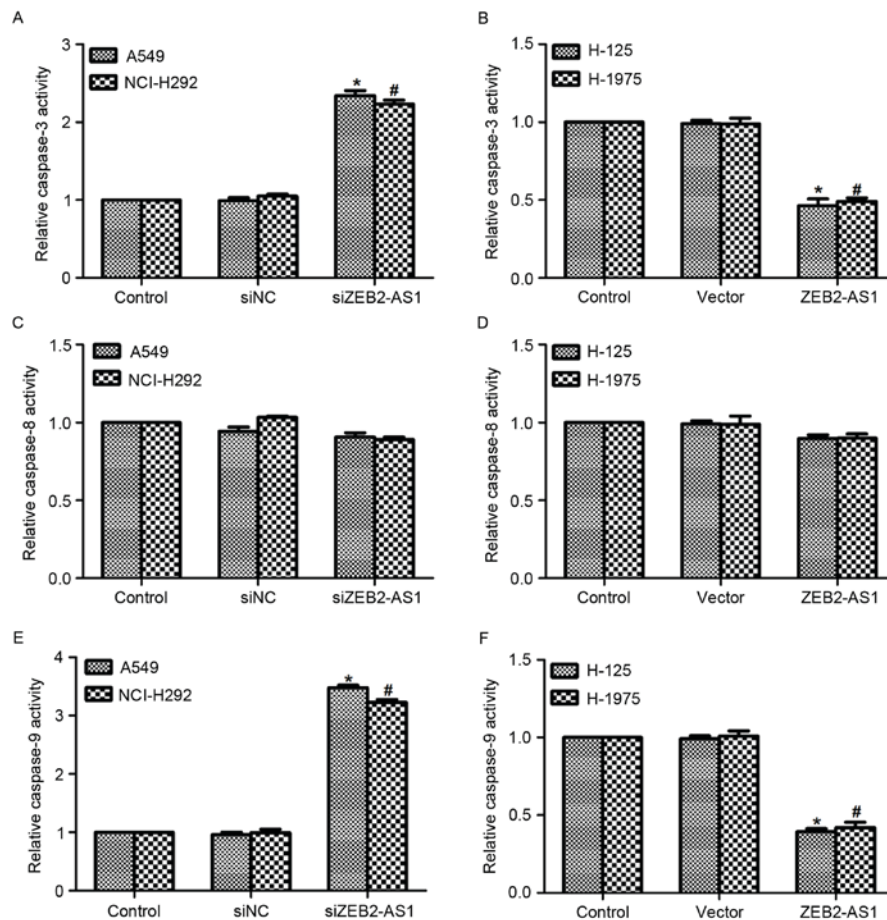 A
Relative caspase-3 activity
3
2
1
0
A549
NCI-H292
*
#
Control
siNC
siZEB2-AS1
B
Relative caspase-3 activity
1.5
1.0
0.5
0.0
H-125
H-1975
*
#
Control
Vector
ZEB2-AS1
C
Relative caspase-8 activity
1.5
1.0
0.5
0.0
A549
NCI-H292
Control
siNC
siZEB2-AS1
D
Relative caspase-8 activity
1.5
1.0
0.5
0.0
H-125
H-1975
Control
Vector
ZEB2-AS1
E
Relative caspase-9 activity
4
3
2
1
0
A549
NCI-H292
*
#
Control
siNC
siZEB2-AS1
F
Relative caspase-9 activity
1.5
1.0
0.5
0.0
H-125
H-1975
*
#
Control
Vector
ZEB2-AS1